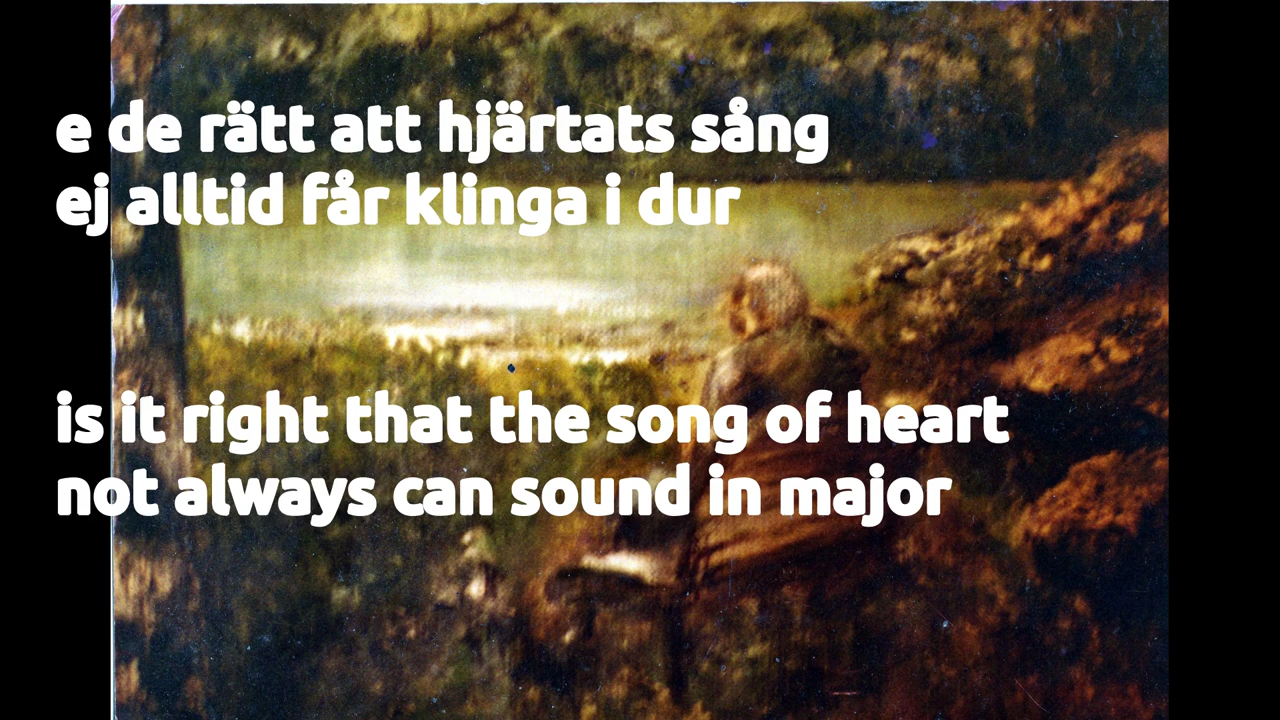 e de rätt att hjärtats sång
ej alltid får klinga i dur
is it right that the song of heart
not always can sound in major